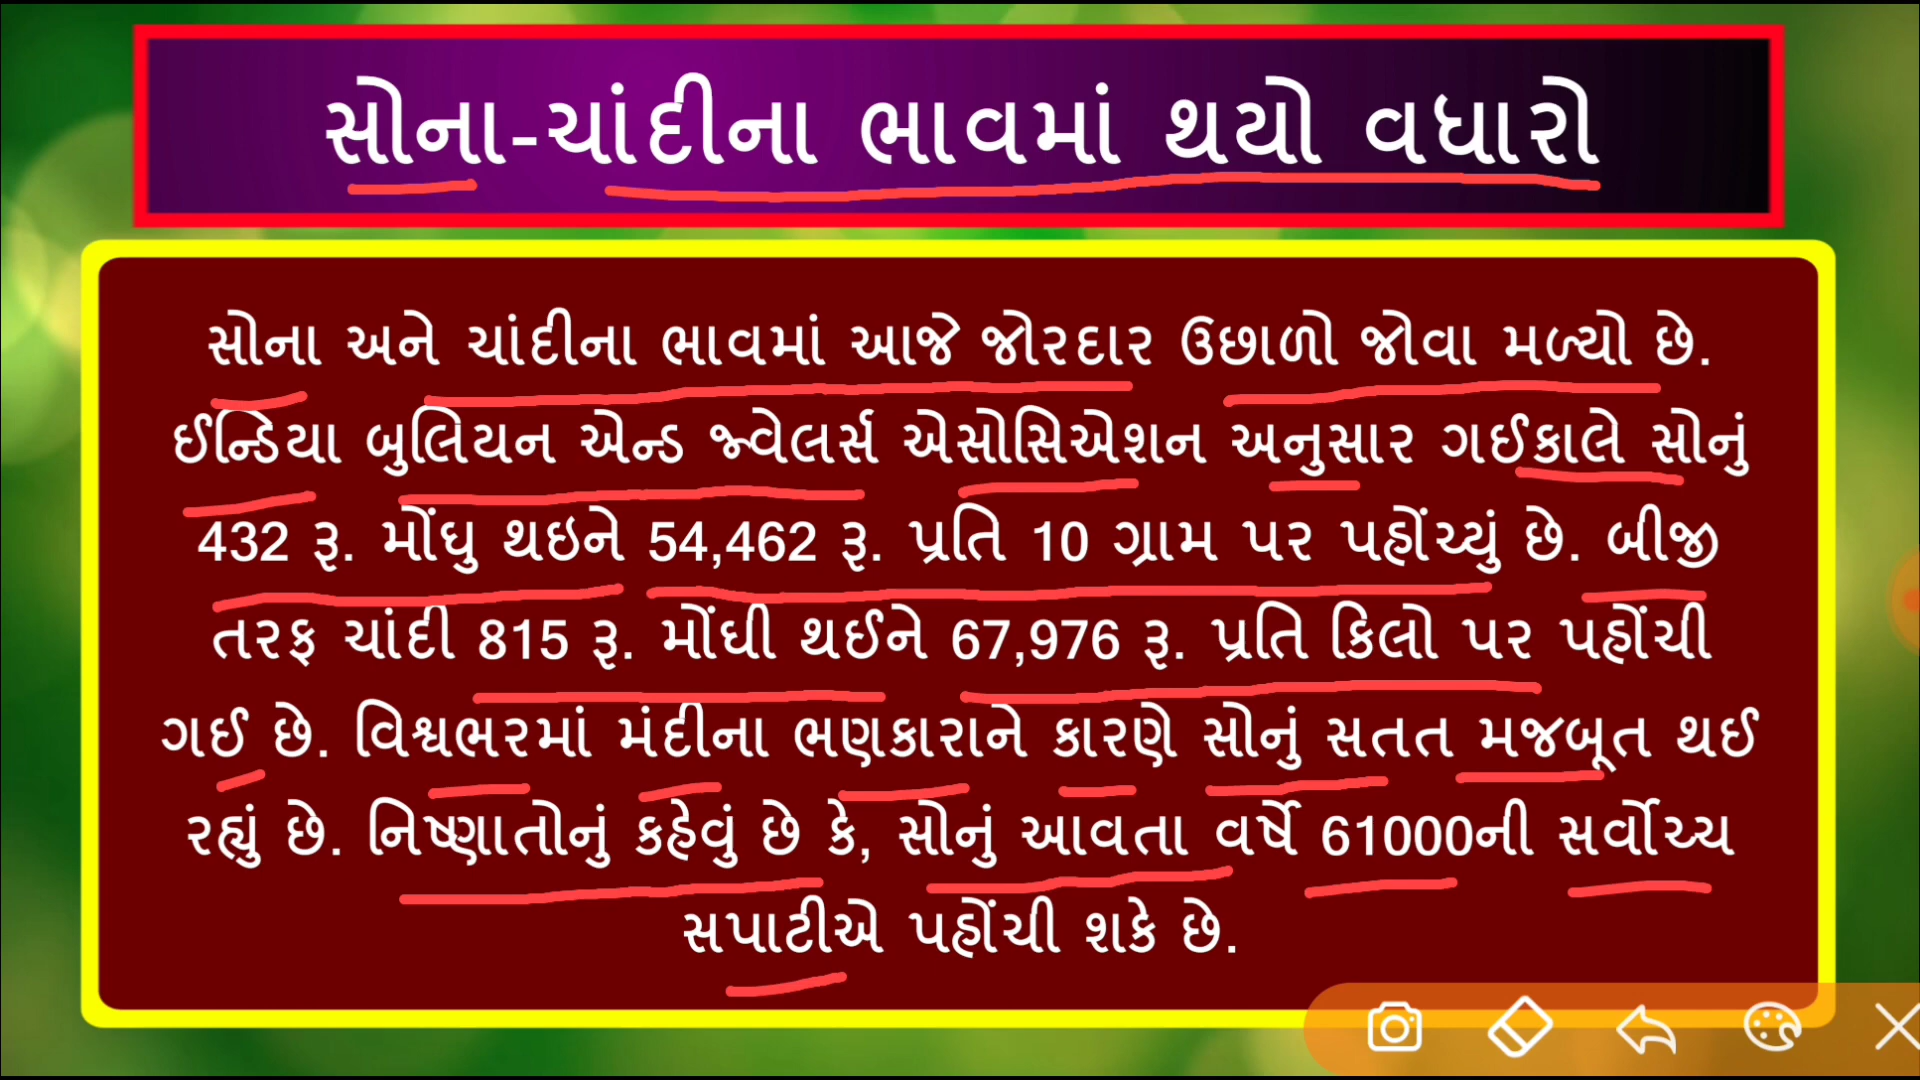 સોના-ચાંદીના ભાવમાં થયો વધારો
સોના અને ચાંદીના ભાવમાં આજે જોરદાર ઉછાળો જોવા મળ્યો છે.
ઈન્ડિયા બુલિયન એન્ડ જ્વેલર્સ એસોસિએશન અનુસાર ગઈકાલે સોનું
432 રૂ. મોંઘુ થઇને 54,462 રૂ. પ્રતિ 10 ગ્રામ પર પહોંચ્યું છે. બીજી
તરફ ચાંદી 815 રૂ. મોંઘી થઈને 67,976 રૂ. પ્રતિ કિલો પર પહોંચી
ગઈ છે. વિશ્વભરમાં મંદીના ભણકારાને કારણે સોનું સતત મજબૂત થઈ
રહ્યું છે. નિષ્ણાતોનું કહેવું છે કે, સોનું આવતા વર્ષે 61000ની સર્વોચ્ચ
સપાટીએ પહોંચી શકે છે.